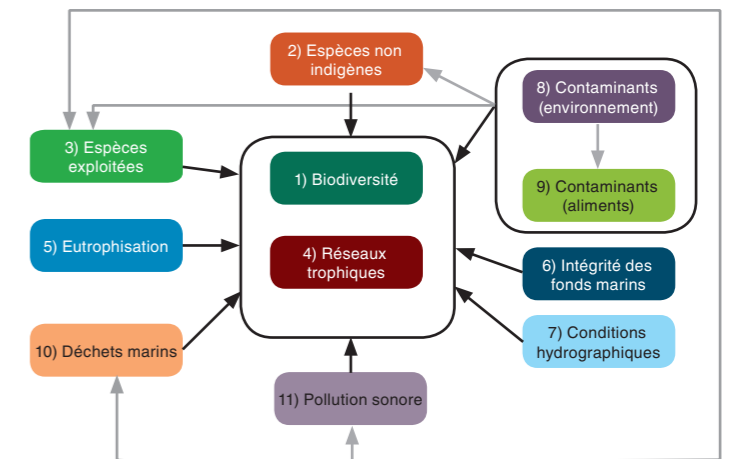 2) Espèces non
indigènes
8) Contaminants
(environnement)
3) Espèces
exploitées
1) Biodiversité
9) Contaminants
(aliments)
5) Eutrophisation
4) Réseaux
trophiques
6) Intégrité des
fonds marins
10) Déchets marins
7) Conditions
hydrographiques
11) Pollution sonore